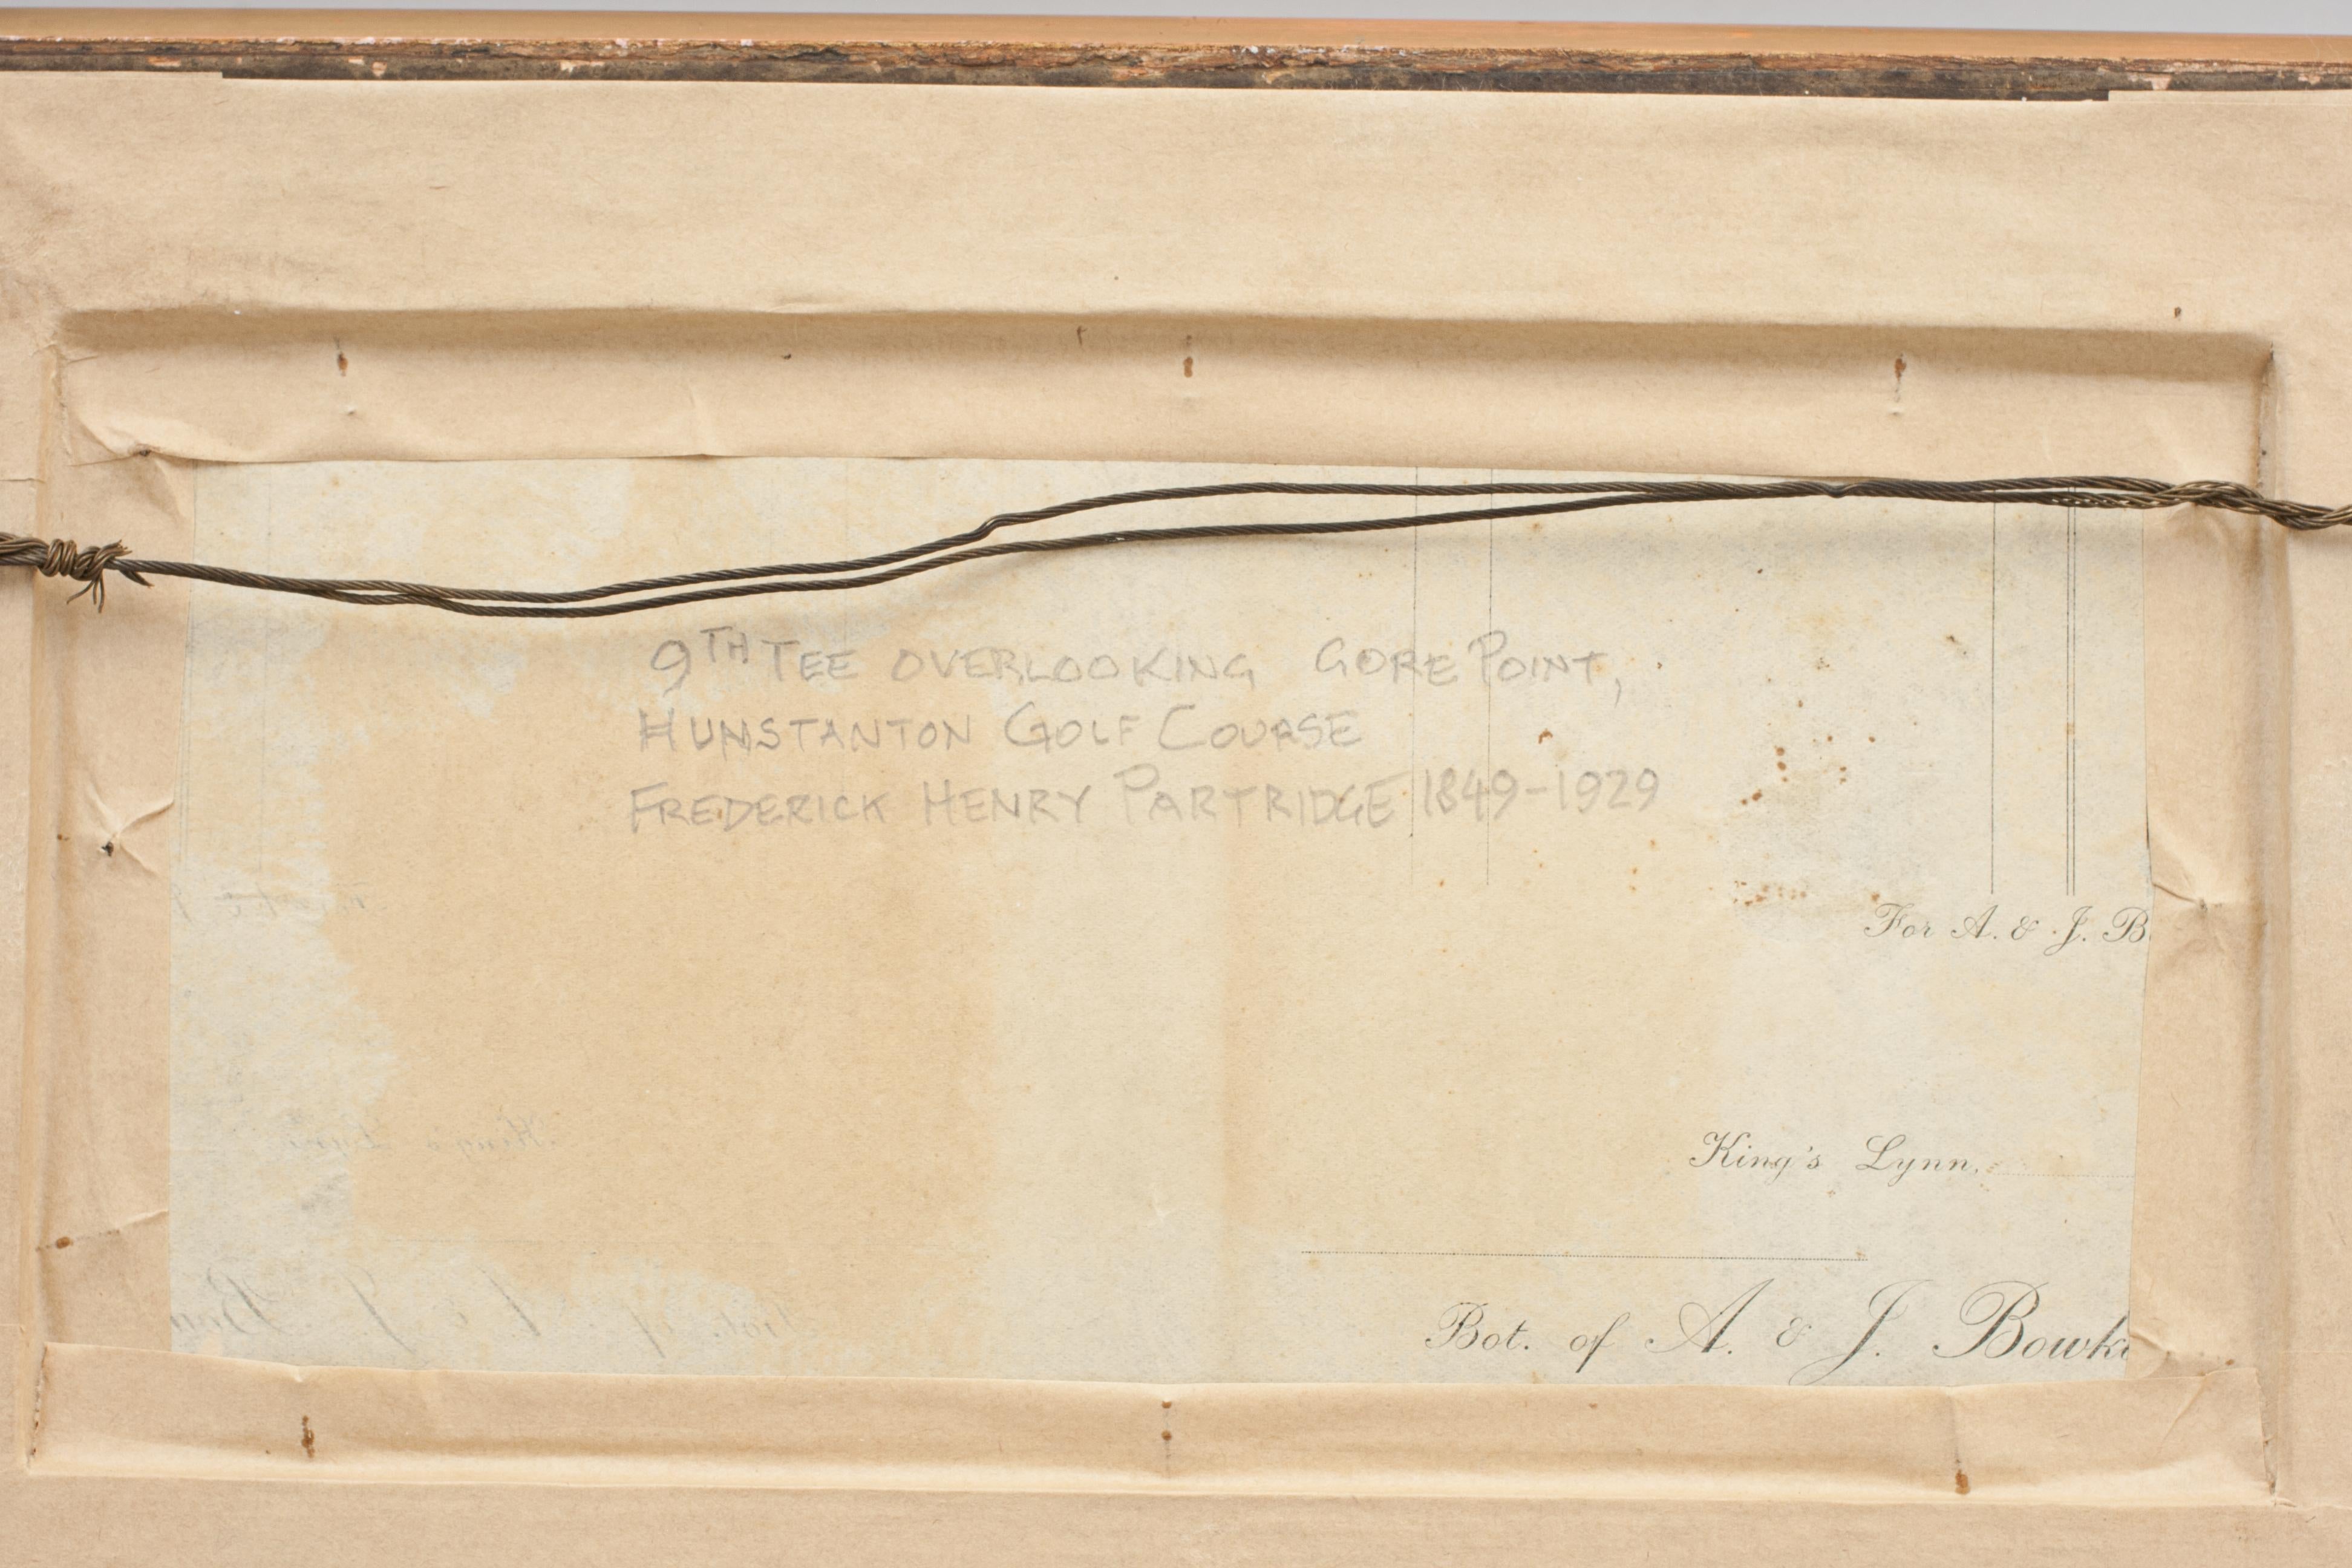 9TH TEE OVERLOOKING GORE POINT,
HUNSTANTON GOLF COURSE
FREDERICK HENRY PARTRIDGE 1849-1929
For A. & J. B
King's Lynn.
Bot. of A. & J. Bowk